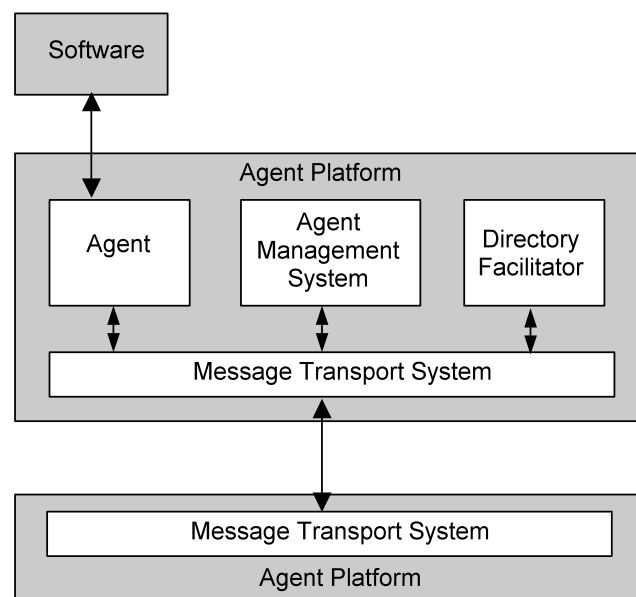 Software
Agent Platform
Agent
Agent
Management
System
Directory
Facilitator
Message Transport System
Message Transport System
Agent Platform